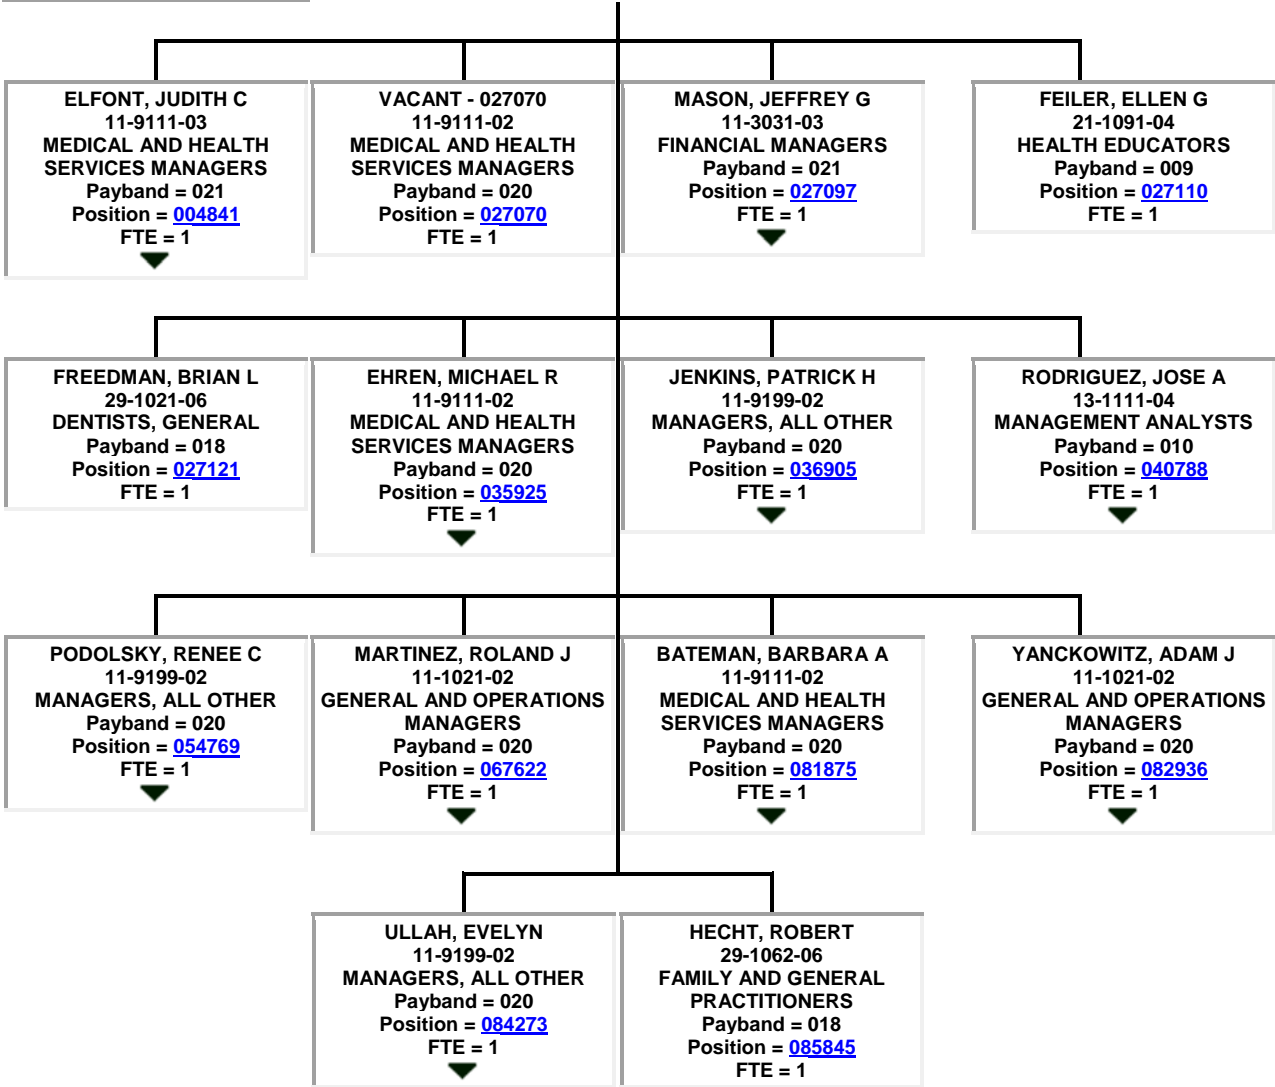 ELFONT, JUDITH C
11-9111-03
MEDICAL AND HEALTH
SERVICES MANAGERS
Payband = 021
Position = 004841
FTE = 1
VACANT - 027070
11-9111-02
MEDICAL AND HEALTH
SERVICES MANAGERS
Payband = 020
Position = 027070
FTE = 1
MASON, JEFFREY G
11-3031-03
FINANCIAL MANAGERS
Payband = 021
Position = 027097
FTE = 1
FEILER, ELLEN G
21-1091-04
HEALTH EDUCATORS
Payband = 009
Position = 027110
FTE = 1
FREEDMAN, BRIAN L
29-1021-06
DENTISTS, GENERAL
Payband = 018
Position = 027121
FTE = 1
EHREN, MICHAEL R
11-9111-02
MEDICAL AND HEALTH
SERVICES MANAGERS
Payband = 020
Position = 035925
FTE = 1
JENKINS, PATRICK H
11-9199-02
MANAGERS, ALL OTHER
Payband = 020
Position = 036905
FTE = 1
RODRIGUEZ, JOSE A
13-1111-04
MANAGEMENT ANALYSTS
Payband = 010
Position = 040788
FTE = 1
PODOLSKY, RENEE C
11-9199-02
MANAGERS, ALL OTHER
Payband = 020
Position = 054769
FTE = 1
MARTINEZ, ROLAND J
11-1021-02
GENERAL AND OPERATIONS
MANAGERS
Payband = 020
Position = 067622
FTE = 1
BATEMAN, BARBARA A
11-9111-02
MEDICAL AND HEALTH
SERVICES MANAGERS
Payband = 020
Position = 081875
FTE = 1
YANCKOWITZ, ADAM J
11-1021-02
GENERAL AND OPERATIONS
MANAGERS
Payband = 020
Position = 082936
FTE = 1
ULLAH, EVELYN
11-9199-02
MANAGERS, ALL OTHER
Payband = 020
Position = 084273
FTE = 1
HECHT, ROBERT
29-1062-06
FAMILY AND GENERAL
PRACTITIONERS
Payband = 018
Position = 085845
FTE = 1